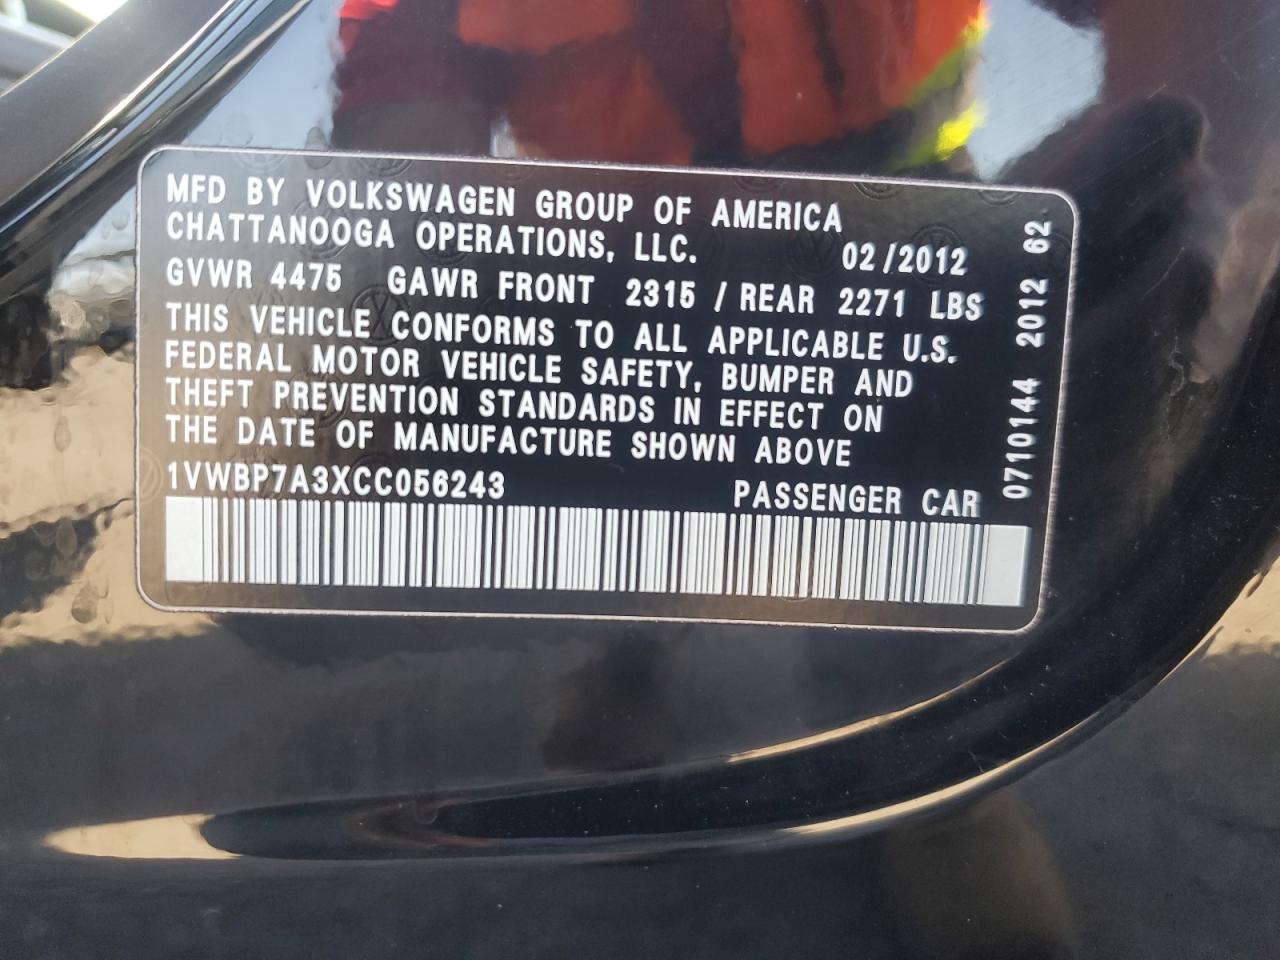 MFD BY VOLKSWAGEN GROUP OF AMERICA
CHATTANOOGA OPERATIONS, LLC. 02/2012
GVWR 4475 GAWR FRONT 2315 / REAR 2271 LBS
THIS VEHICLE CONFORMS TO ALL APPLICABLE U.S.
FEDERAL MOTOR VEHICLE SAFETY, BUMPER AND
THEFT PREVENTION STANDARDS IN EFFECT ON
THE DATE OF MANUFACTURE SHOWN ABOVE
1VWBP7A3XCC056243 PASSENGER CAR
0710144 2012 62